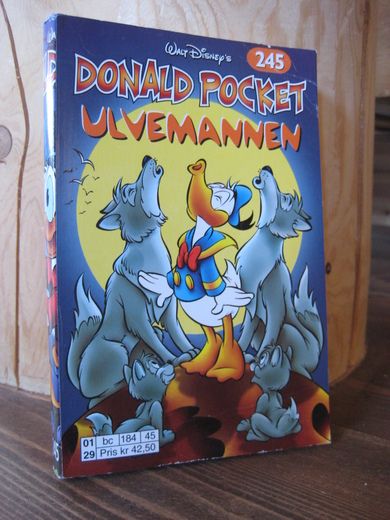 Walt Disney's
245
DONALD POCKET
ULVEMANNEN
01 bc 184 45
29 Pris kr 42,50